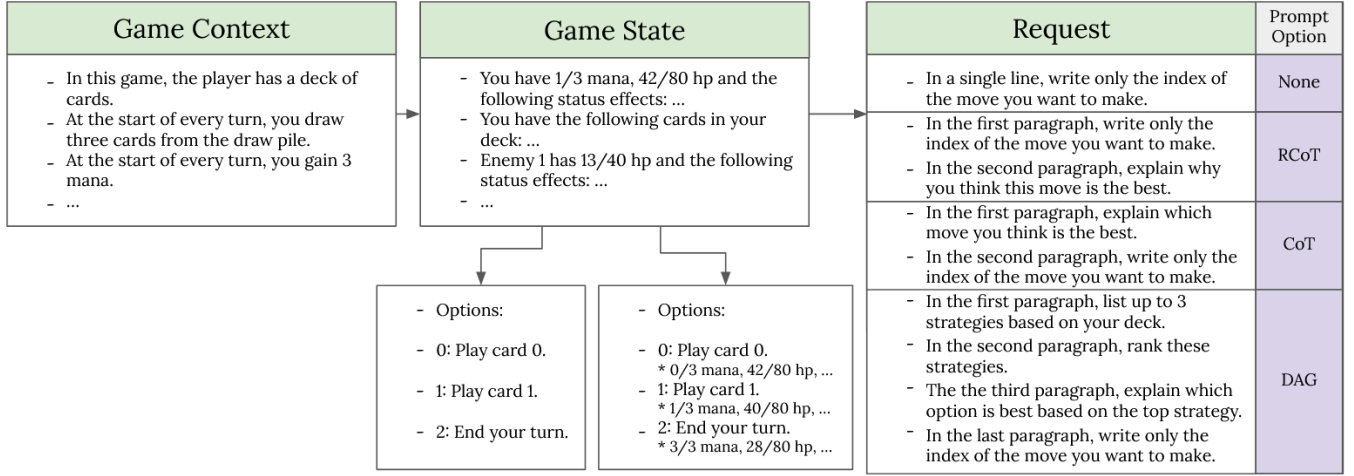 Game Context
- In this game, the player has a deck of
cards.
- At the start of every turn, you draw
three cards from the draw pile.
- At the start of every turn, you gain 3
mana.
- ...
Game State
- You have 1/3 mana, 42/80 hp and the
following status effects: ...
- You have the following cards in your
deck: ...
- Enemy 1 has 13/40 hp and the following
status effects: ...
- ...
- Options:
- 0: Play card 0.
- 1: Play card 1.
- 2: End your turn.
- Options:
- 0: Play card 0.
* 0/3 mana, 42/80 hp, ...
- 1: Play card 1.
* 1/3 mana, 40/80 hp, ...
- 2: End your turn.
* 3/3 mana, 28/80 hp, ...
Request
Prompt
Option
- In a single line, write only the index of
the move you want to make.
None
- In the first paragraph, write only the
index of the move you want to make.
- In the second paragraph, explain why
you think this move is the best.
RCoT
- In the first paragraph, explain which
move you think is the best.
- In the second paragraph, write only the
index of the move you want to make.
CoT
- In the first paragraph, list up to 3
strategies based on your deck.
- In the second paragraph, rank these
strategies.
- The the third paragraph, explain which
option is best based on the top strategy.
- In the last paragraph, write only the
index of the move you want to make.
DAG